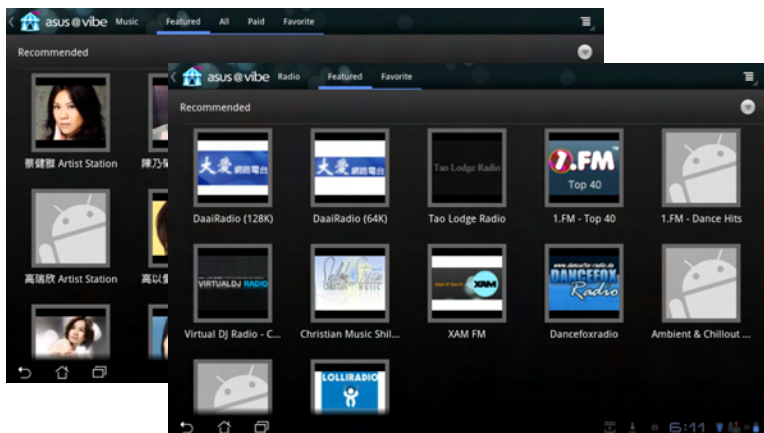 asus@vibe Music Featured All Paid Favorite
Recommended
蔡健雅 Artist Station
高瑞欣 Artist Station
asus@vibe Radio Featured Favorite
Recommended
大愛網路電台
大愛網路電台
Tao Lodge Radio
1.FM
Top 40
DaaiRadio (128K) DaaiRadio (64K) Tao Lodge Radio 1.FM - Top 40 1.FM - Dance Hits
VIRTUALDJ RADIO
XAM
www.dancefox-radio.de
DANCEFOX
Radio
Virtual DJ Radio - C... Christian Music Shil... XAM FM Dancefoxradio Ambient & Chillout ...
LOLLIRADIO
6:11